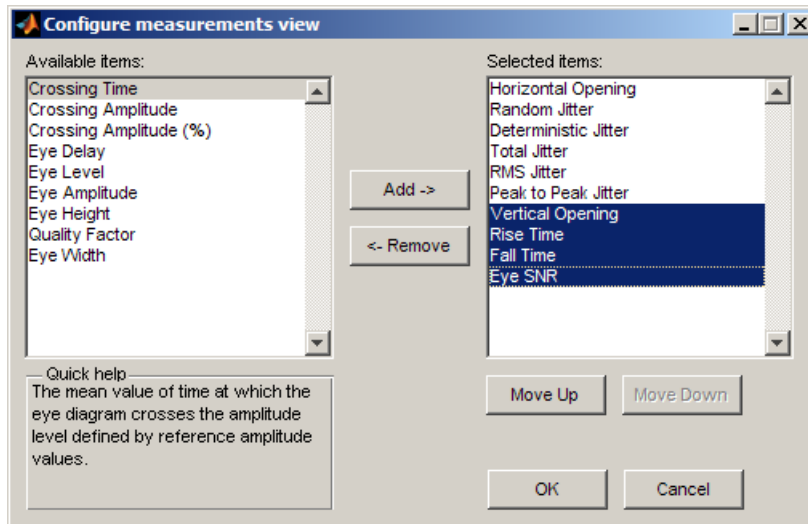 Configure measurements view
Available items:
Crossing Time
Crossing Amplitude
Crossing Amplitude (%)
Eye Delay
Eye Level
Eye Amplitude
Eye Height
Quality Factor
Eye Width
Add ->
<- Remove
Selected items:
Horizontal Opening
Random Jitter
Deterministic Jitter
Total Jitter
RMS Jitter
Peak to Peak Jitter
Vertical Opening
Rise Time
Fall Time
Eye SNR
Quick help
The mean value of time at which the
eye diagram crosses the amplitude
level defined by reference amplitude
values.
Move Up
Move Down
OK
Cancel